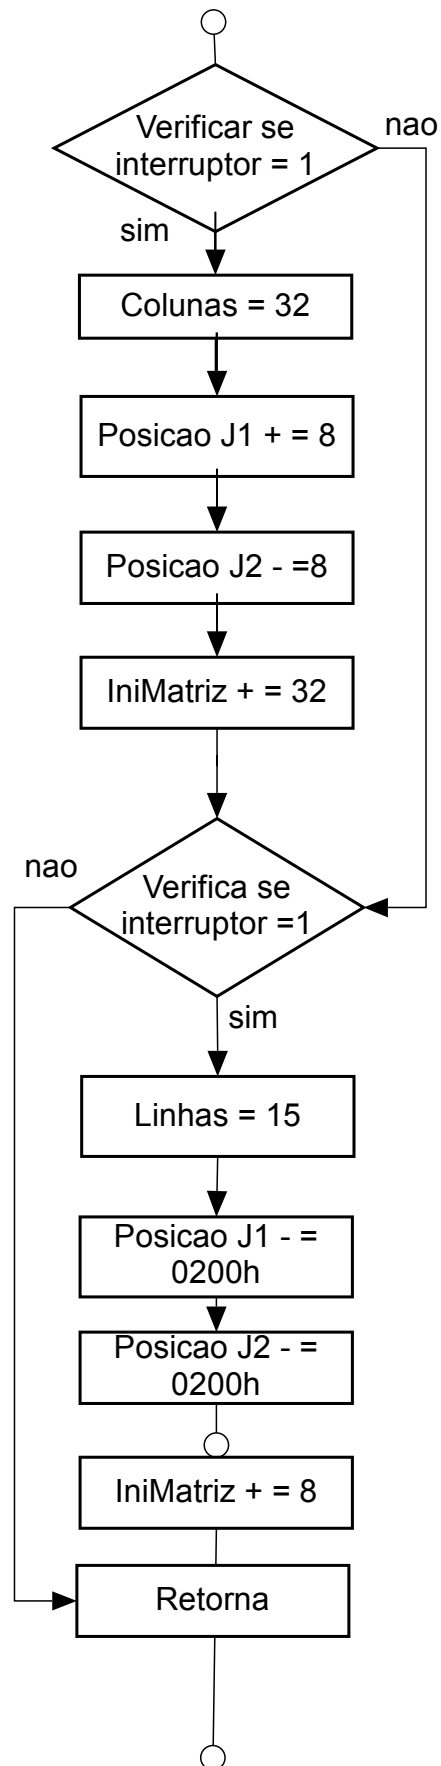 Verificar se
interruptor = 1
nao
sim
Colunas = 32
Posicao J1 + = 8
Posicao J2 - =8
IniMatriz + = 32
nao
Verifica se
interruptor =1
sim
Linhas = 15
Posicao J1 - =
0200h
Posicao J2 - =
0200h
IniMatriz + = 8
Retorna